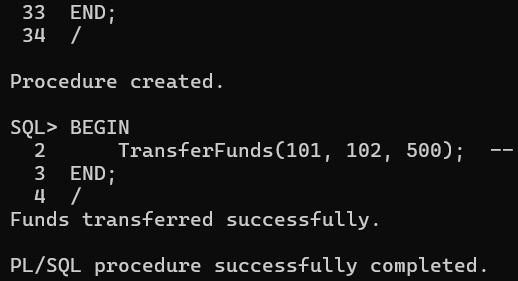 33  END;
34  /
Procedure created.
SQL> BEGIN
2      TransferFunds(101, 102, 500);  --
3  END;
4  /
Funds transferred successfully.
PL/SQL procedure successfully completed.